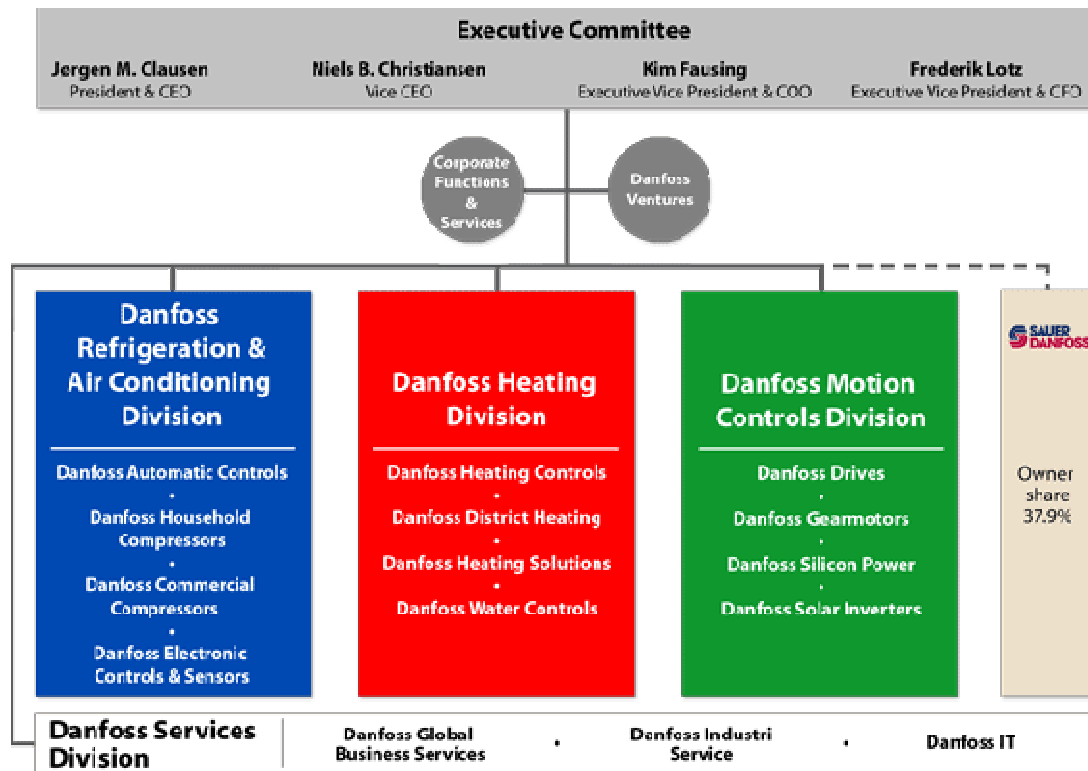 Executive Committee
Jørgen M. Clausen
President & CEO
Niels B. Christiansen
Vice CEO
Kim Fausing
Executive Vice President & COO
Frederik Lotz
Executive Vice President & CFO
Corporate
Functions
&
Services
Danfoss
Ventures
Danfoss
Refrigeration &
Air Conditioning
Division
Danfoss Automatic Controls
•
Danfoss Household
Compressors
•
Danfoss Commercial
Compressors
•
Danfoss Electronic
Controls & Sensors
Danfoss Heating
Division
Danfoss Heating Controls
•
Danfoss District Heating
•
Danfoss Heating Solutions
•
Danfoss Water Controls
Danfoss Motion
Controls Division
Danfoss Drives
•
Danfoss Gearmotors
•
Danfoss Silicon Power
•
Danfoss Solar Inverters
SAUER
DANFOSS
Owner
share
37.9%
Danfoss Services
Division
Danfoss Global
Business Services
•
Danfoss Industri
Service
•
Danfoss IT